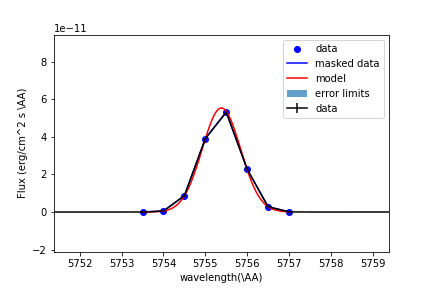 1e−11
data
masked data
model
error limits
data
8
6
4
2
0
−2
Flux (erg/cm^2 s \AA)
5752 5753 5754 5755 5756 5757 5758 5759
wavelength(\AA)